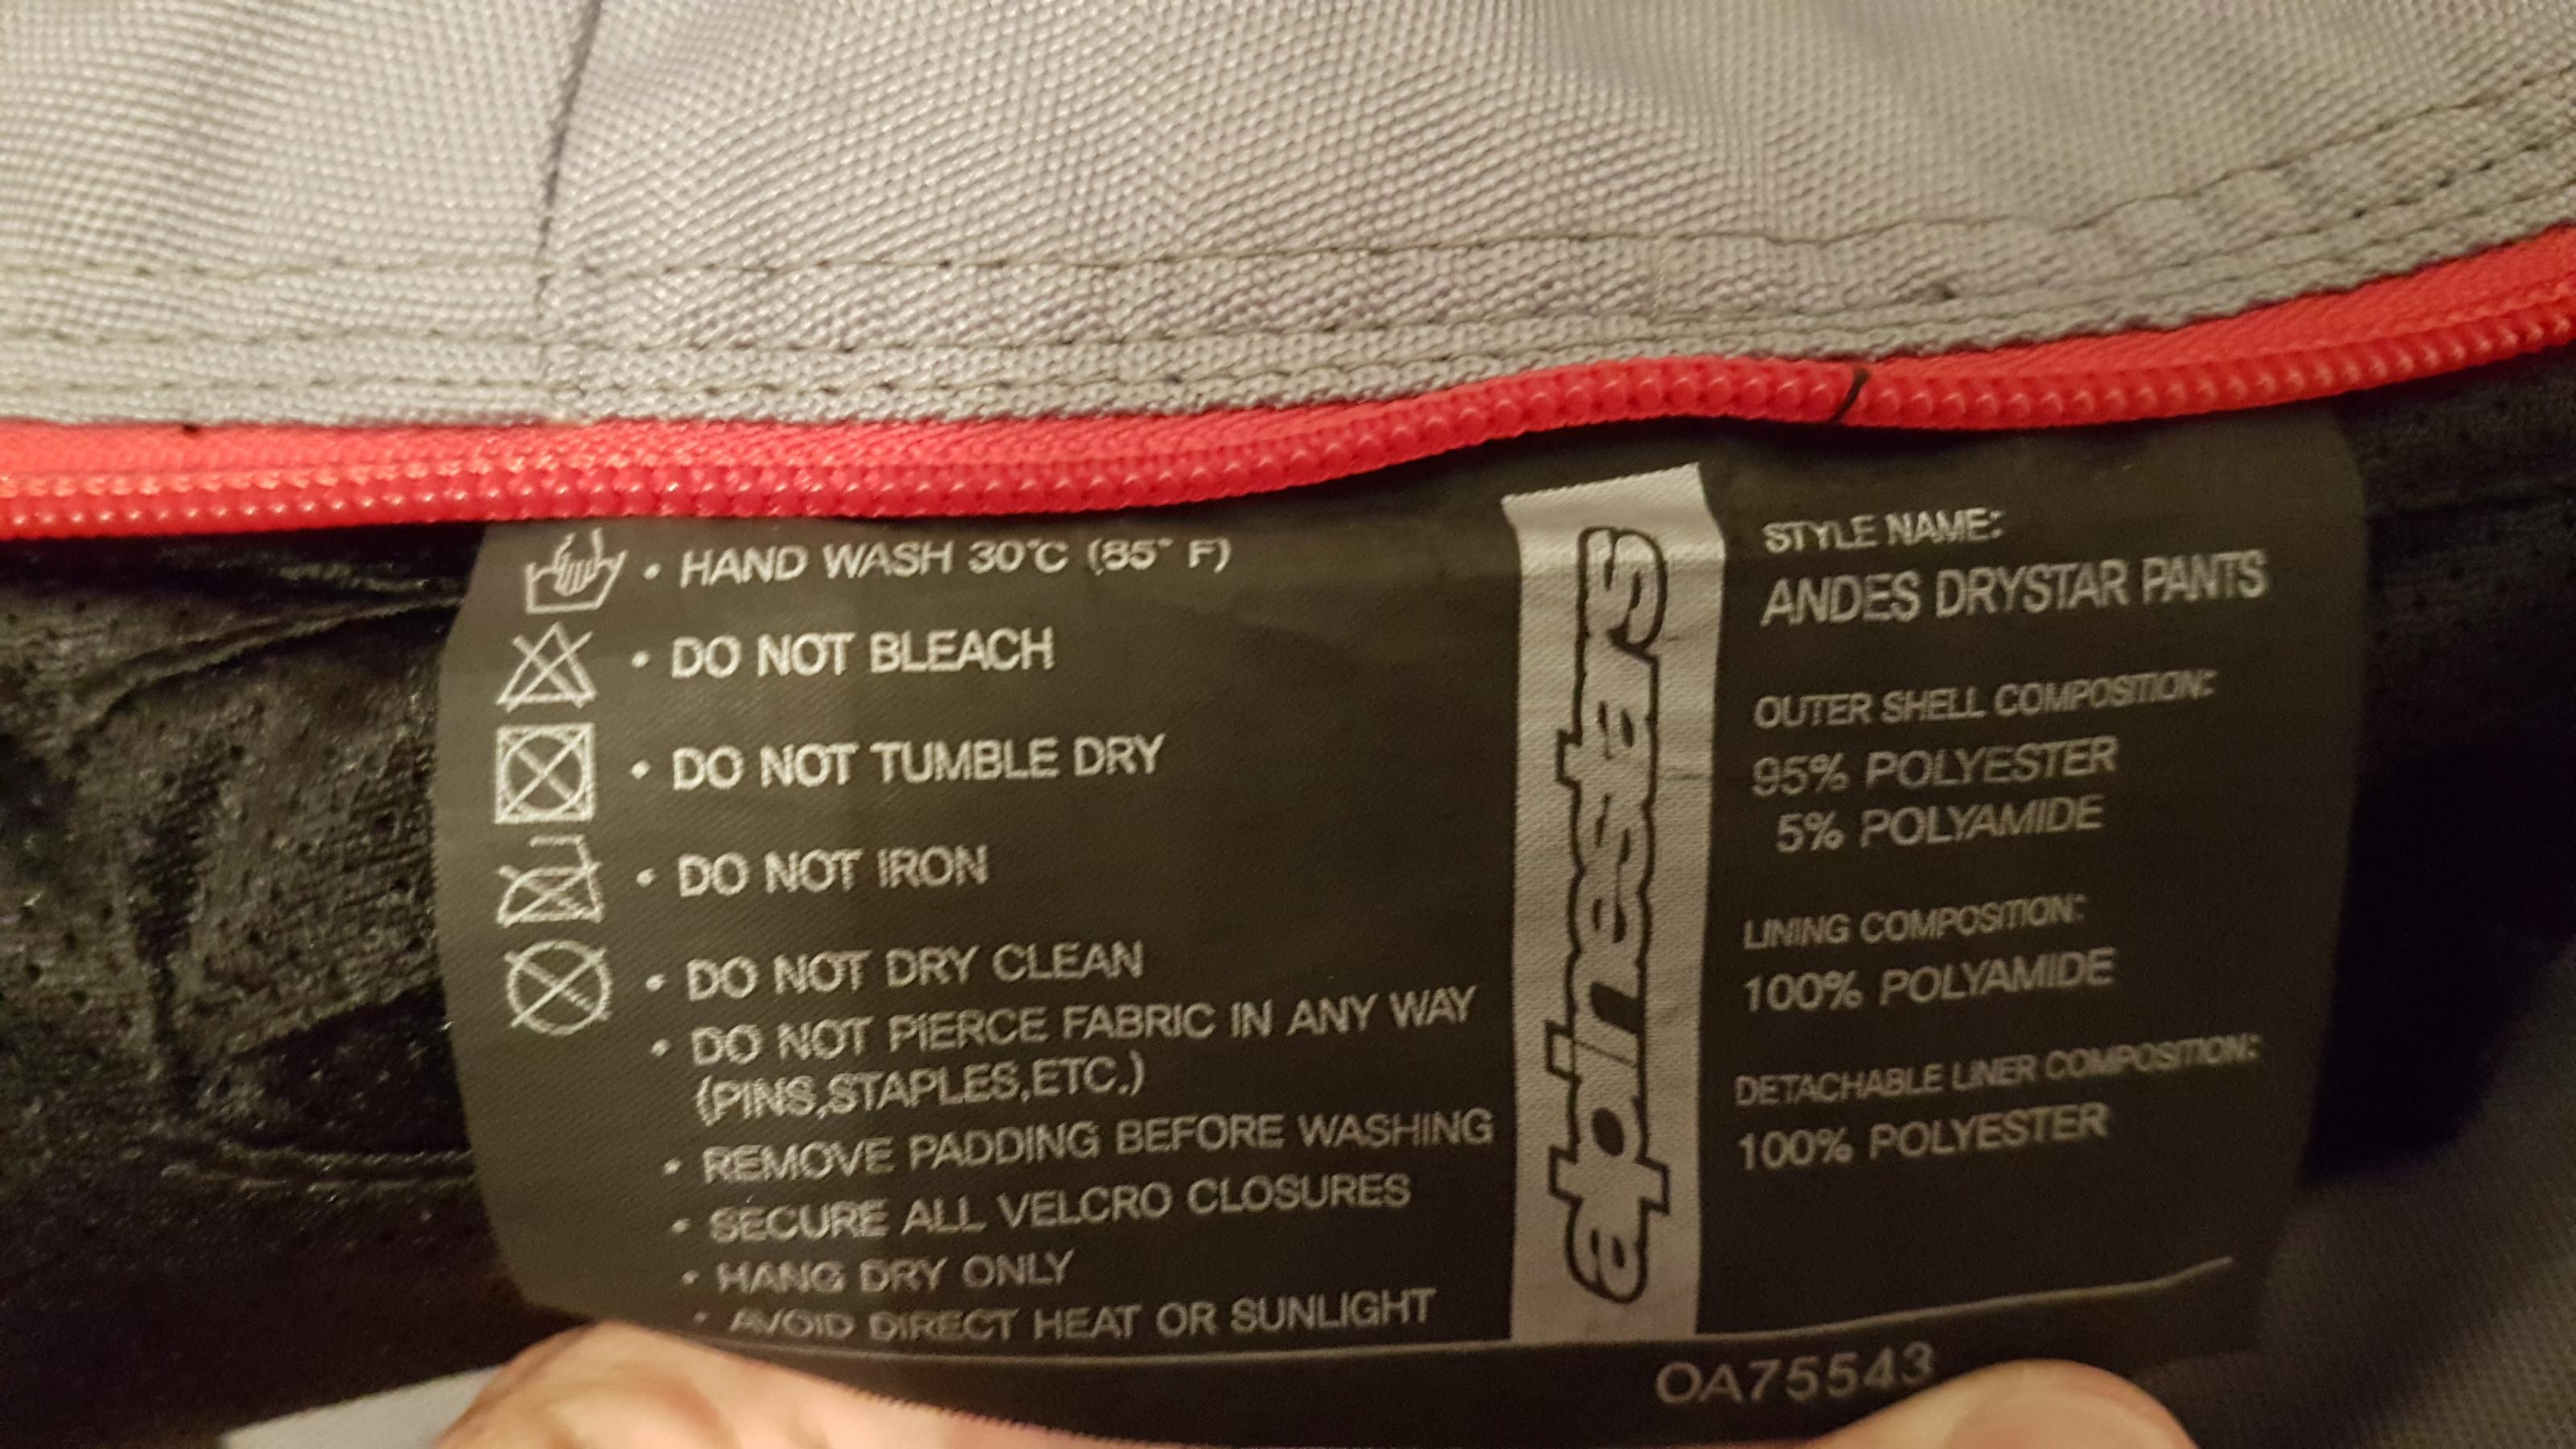 • HAND WASH 30°C (85° F)
• DO NOT BLEACH
• DO NOT TUMBLE DRY
• DO NOT IRON
• DO NOT DRY CLEAN
• DO NOT PIERCE FABRIC IN ANY WAY
(PINS,STAPLES,ETC.)
• REMOVE PADDING BEFORE WASHING
• SECURE ALL VELCRO CLOSURES
• HANG DRY ONLY
• AVOID DIRECT HEAT OR SUNLIGHT
alpinestars
STYLE NAME:
ANDES DRYSTAR PANTS
OUTER SHELL COMPOSITION:
95% POLYESTER
5% POLYAMIDE
LINING COMPOSITION:
100% POLYAMIDE
DETACHABLE LINER COMPOSITION:
100% POLYESTER
OA75543